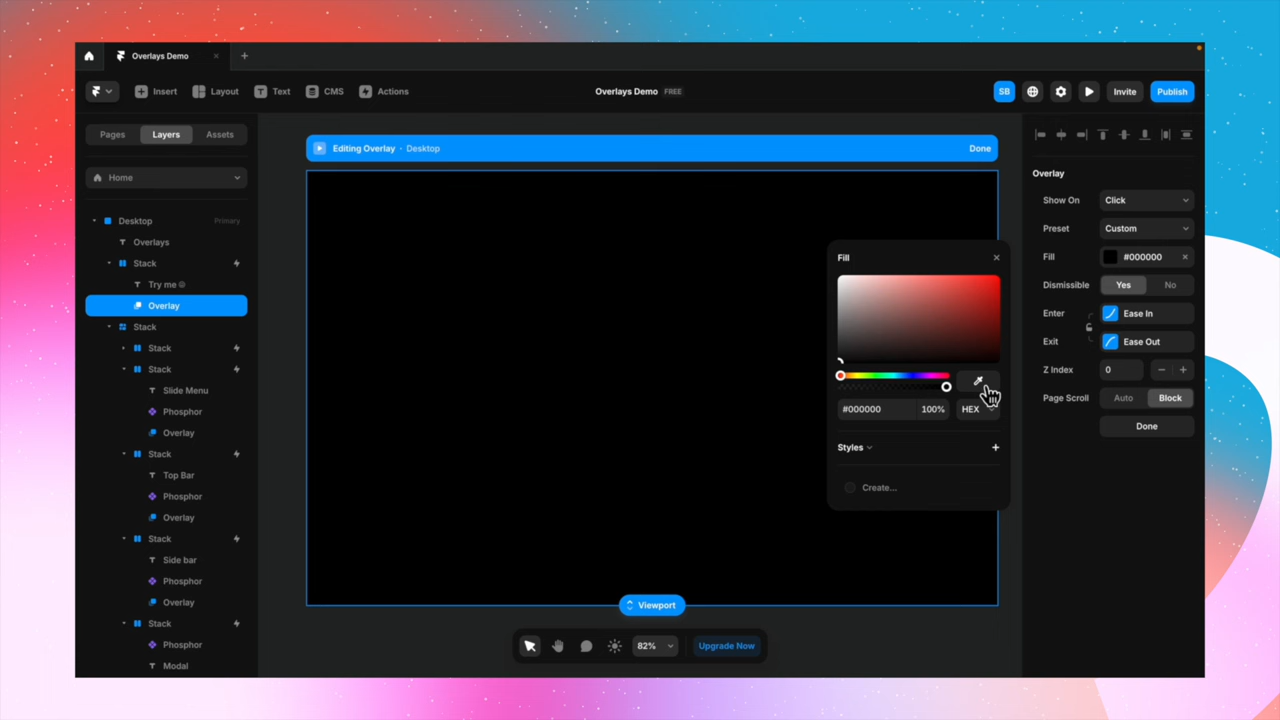 Overlays Demo
Insert Layout Text CMS Actions
Overlays Demo FREE
SB Invite Publish
Pages Layers Assets
Home
Desktop Primary
Overlays
Stack
Try me
Overlay
Stack
Stack
Stack
Slide Menu
Phosphor
Overlay
Stack
Top Bar
Phosphor
Overlay
Stack
Side bar
Phosphor
Overlay
Stack
Phosphor
Modal
Editing Overlay · Desktop Done
Fill
#000000 100% HEX
Styles
Create...
Viewport
82% Upgrade Now
Overlay
Show On Click
Preset Custom
Fill #000000
Dismissible Yes No
Enter Ease In
Exit Ease Out
Z Index 0
Page Scroll Auto Block
Done